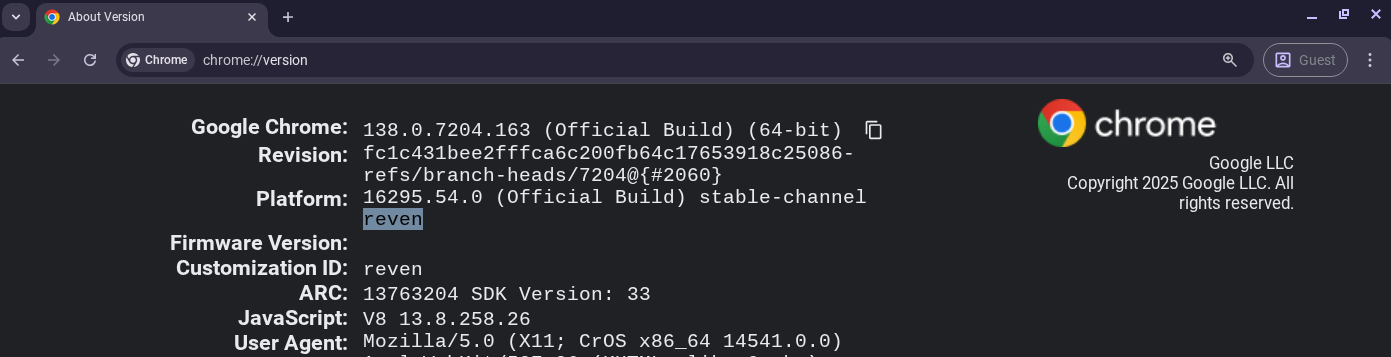 About Version
Chrome
chrome://version
Guest
Google Chrome: 138.0.7204.163 (Official Build) (64-bit)
Revision: fc1c431bee2fffca6c200fb64c17653918c25086-
refs/branch-heads/7204@{#2060}
Platform: 16295.54.0 (Official Build) stable-channel
reven
Firmware Version:
Customization ID: reven
ARC: 13763204 SDK Version: 33
JavaScript: V8 13.8.258.26
User Agent: Mozilla/5.0 (X11; CrOS x86_64 14541.0.0)
chrome
Google LLC
Copyright 2025 Google LLC. All
rights reserved.